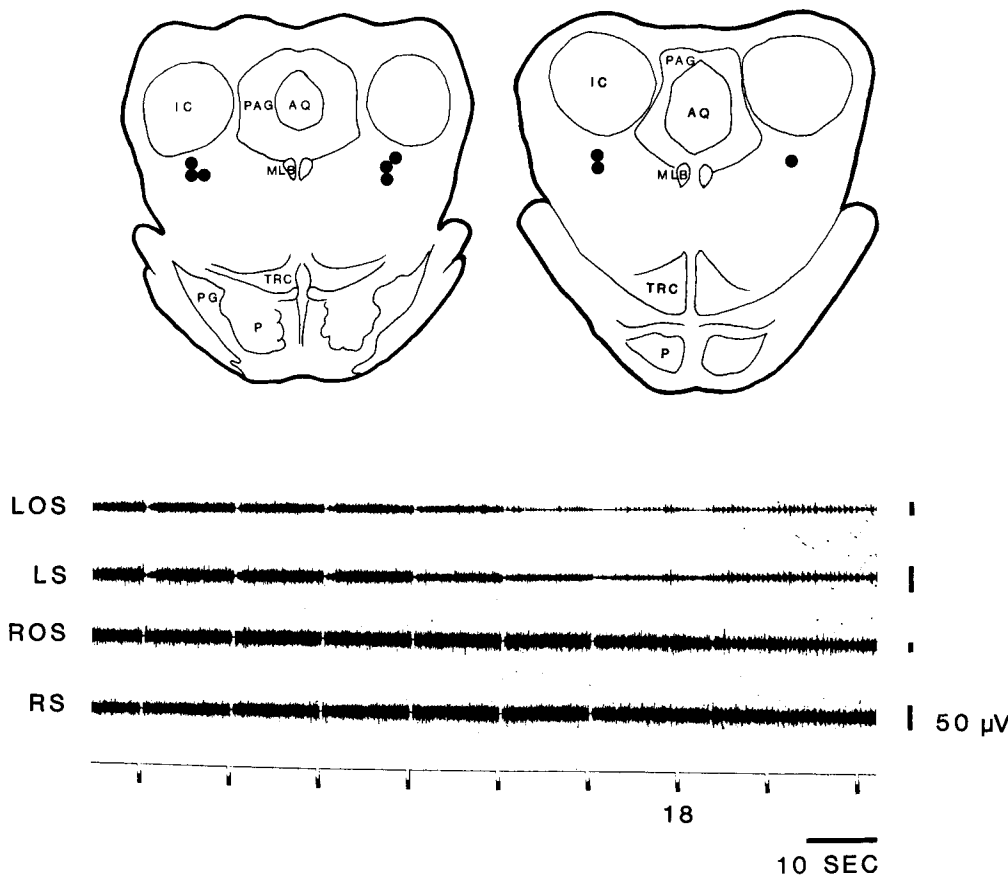 IC PAG AQ
MLB
TRC
PG
P
PAG
IC
AQ
MLB
TRC
P
LOS
LS
ROS
RS
50 μV
18
10 SEC